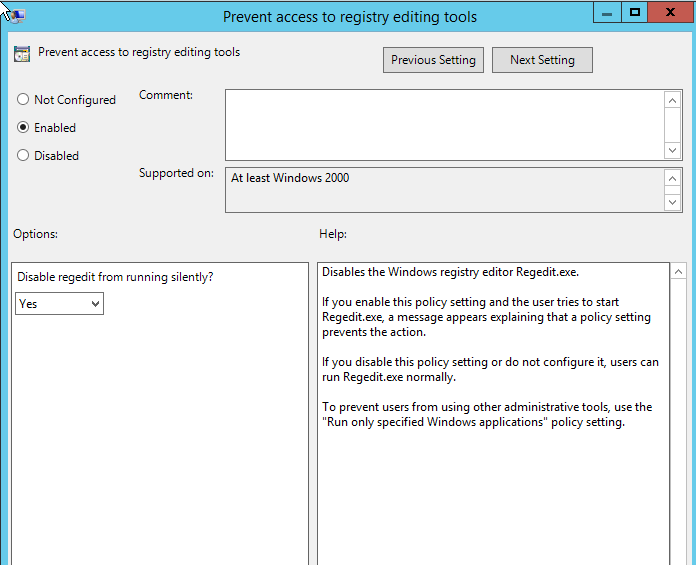 Prevent access to registry editing tools
Prevent access to registry editing tools
Previous Setting
Next Setting
Not Configured
Comment:
Enabled
Disabled
Supported on:
At least Windows 2000
Options:
Help:
Disable regedit from running silently?
Yes
Disables the Windows registry editor Regedit.exe.
If you enable this policy setting and the user tries to start
Regedit.exe, a message appears explaining that a policy setting
prevents the action.
If you disable this policy setting or do not configure it, users can
run Regedit.exe normally.
To prevent users from using other administrative tools, use the
"Run only specified Windows applications" policy setting.